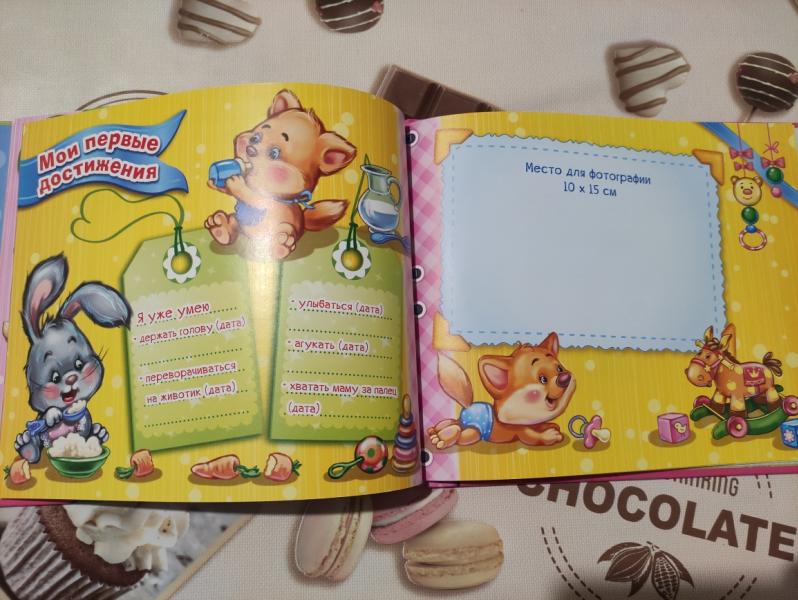 Мои первые
достижения
Я уже умею
• держать голову (дата)
• переворачиваться
на животик (дата)
• улыбаться (дата)
• агукать (дата)
• хватать маму за палец
(дата)
Место для фотографии
10 х 15 см
CHOCOLATE
CHOCOLATE